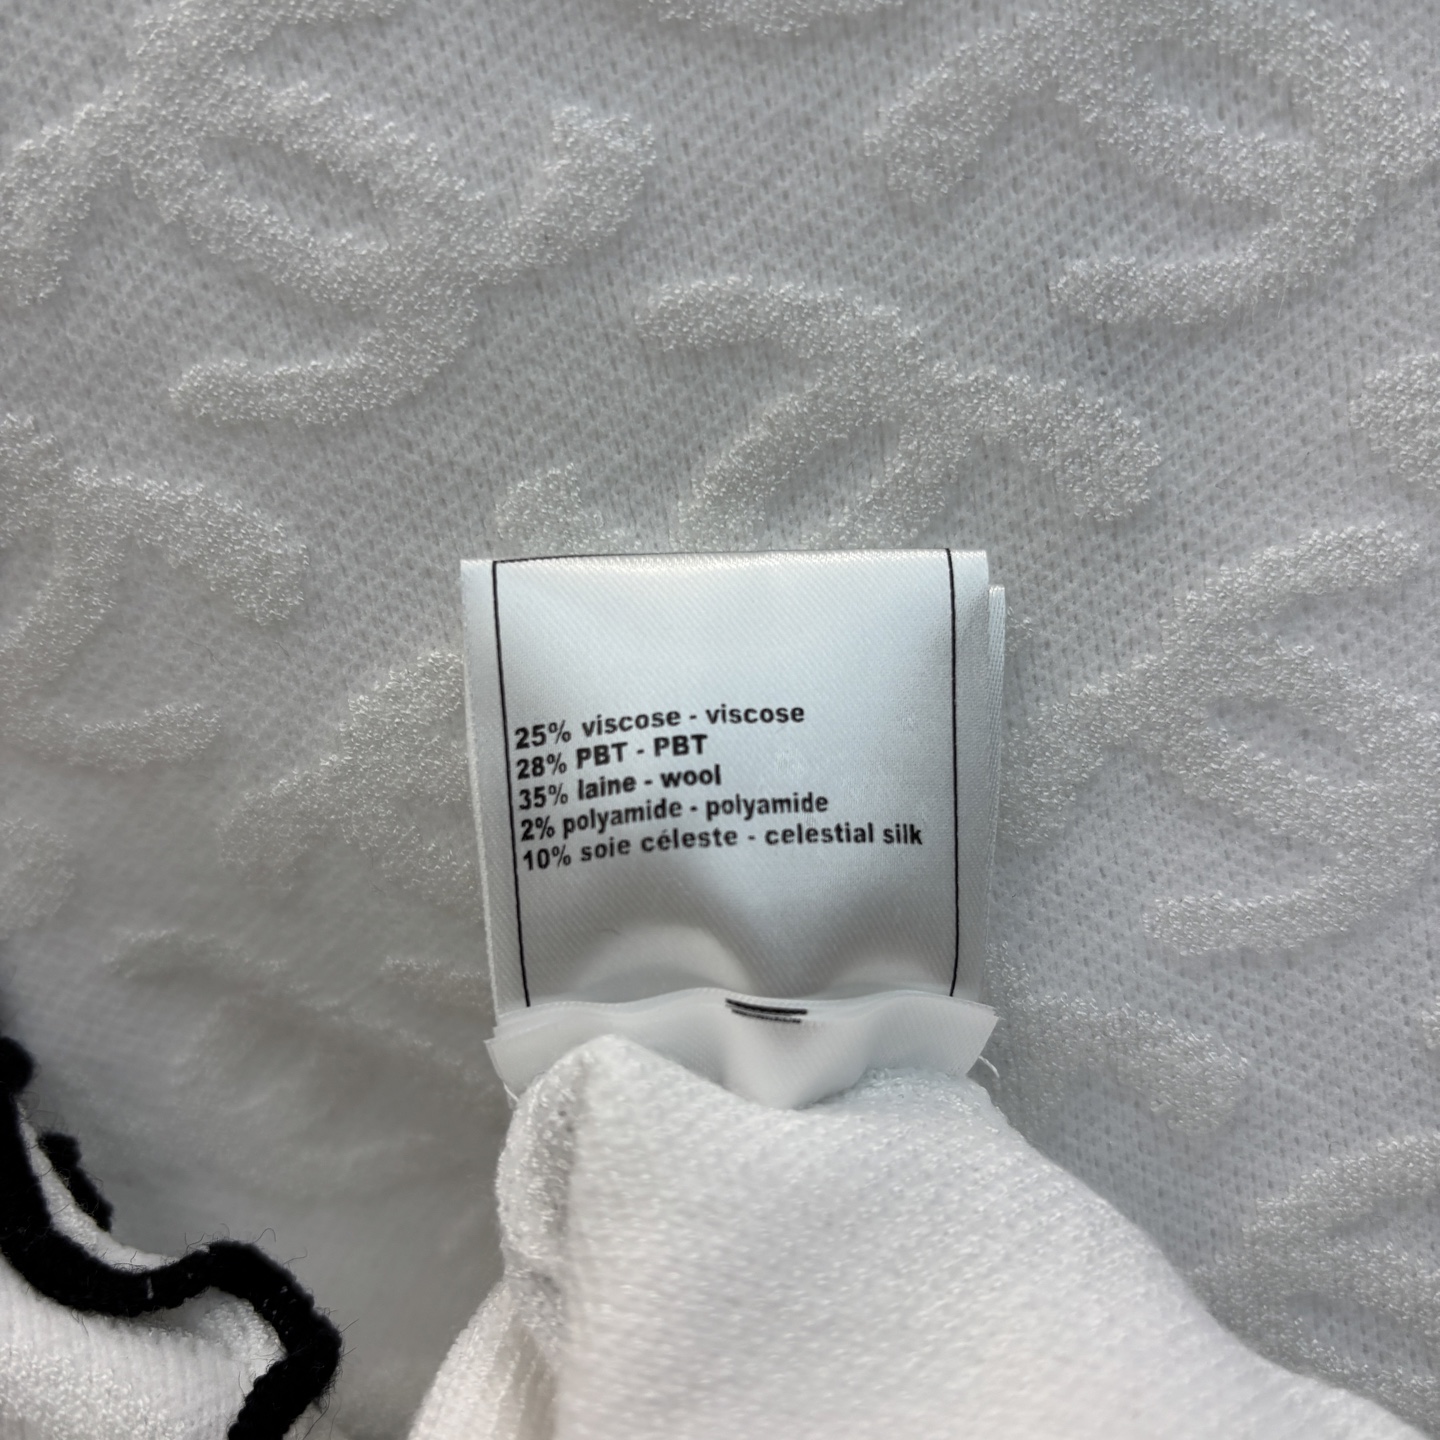 25% viscose - viscose
28% PBT - PBT
35% laine - wool
2% polyamide - polyamide
10% soie céleste - celestial silk